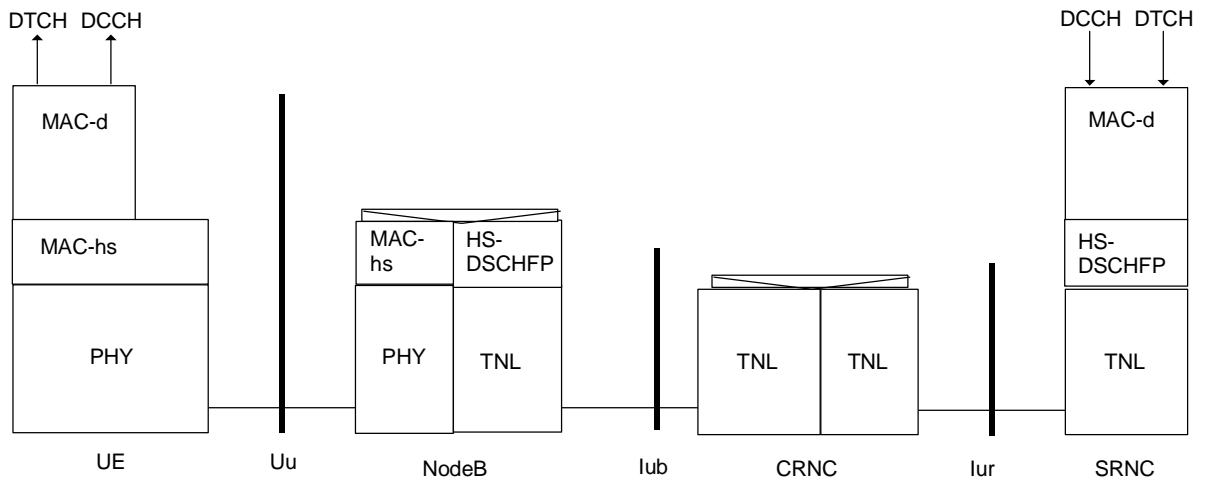 DTCH DCCH
DCCH DTCH
MAC-d
MAC-d
MAC-hs
MAC-
hs
HS-
DSCHFP
HS-
DSCHFP
PHY
PHY
TNL
TNL
TNL
TNL
UE
Uu
NodeB
Iub
CRNC
Iur
SRNC